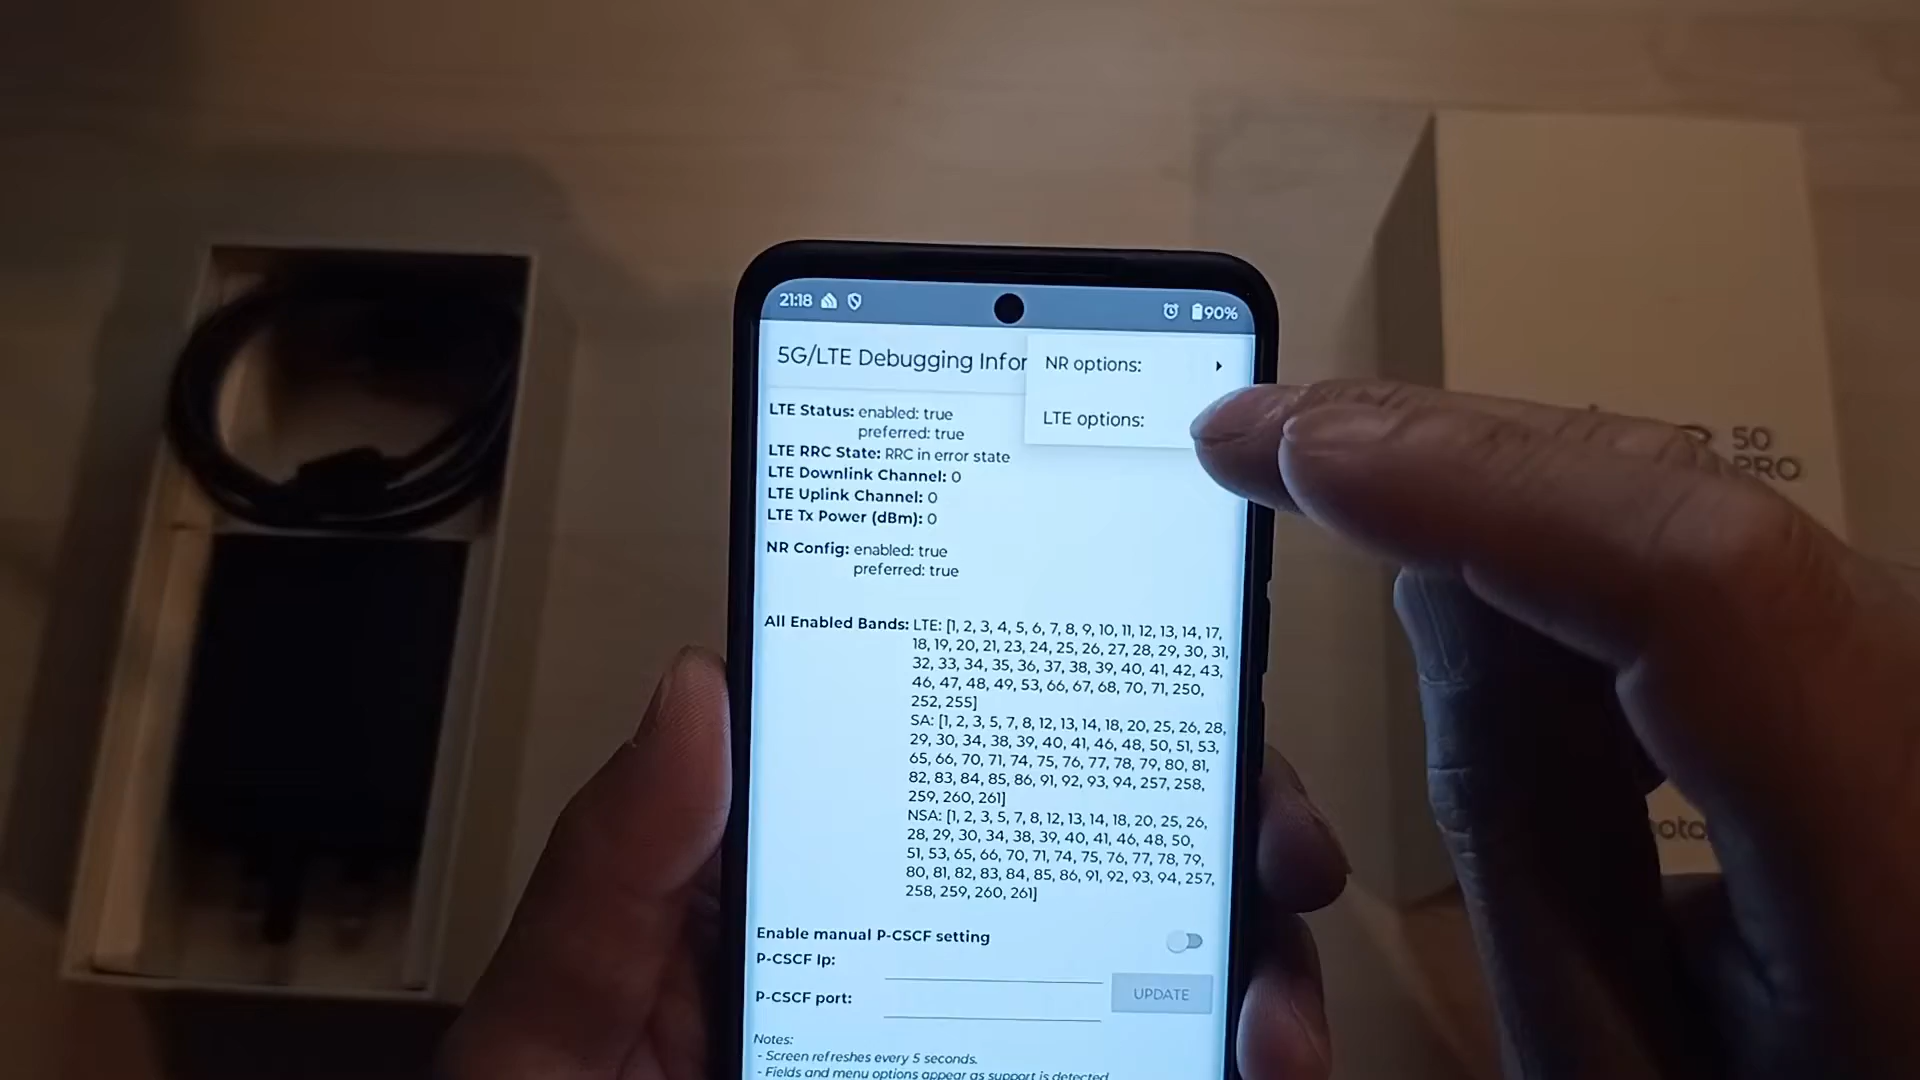 21:18
90%
5G/LTE Debugging Infor
NR options:
LTE options:
LTE Status: enabled: true
preferred: true
LTE RRC State: RRC in error state
LTE Downlink Channel: 0
LTE Uplink Channel: 0
LTE Tx Power (dBm): 0
NR Config: enabled: true
preferred: true
All Enabled Bands: LTE: [1, 2, 3, 4, 5, 6, 7, 8, 9, 10, 11, 12, 13, 14, 17,
18, 19, 20, 21, 23, 24, 25, 26, 27, 28, 29, 30, 31,
32, 33, 34, 35, 36, 37, 38, 39, 40, 41, 42, 43,
46, 47, 48, 49, 53, 66, 67, 68, 70, 71, 250,
252, 255]
SA: [1, 2, 3, 5, 7, 8, 12, 13, 14, 18, 20, 25, 26, 28,
29, 30, 34, 38, 39, 40, 41, 46, 48, 50, 51, 53,
65, 66, 70, 71, 74, 75, 76, 77, 78, 79, 80, 81,
82, 83, 84, 85, 86, 91, 92, 93, 94, 257, 258,
259, 260, 261]
NSA: [1, 2, 3, 5, 7, 8, 12, 13, 14, 18, 20, 25, 26,
28, 29, 30, 34, 38, 39, 40, 41, 46, 48, 50,
51, 53, 65, 66, 70, 71, 74, 75, 76, 77, 78, 79,
80, 81, 82, 83, 84, 85, 86, 91, 92, 93, 94, 257,
258, 259, 260, 261]
Enable manual P-CSCF setting
P-CSCF Ip:
P-CSCF port:
UPDATE
Notes:
- Screen refreshes every 5 seconds.
- Fields and menu options appear as support is detected
50
PRO